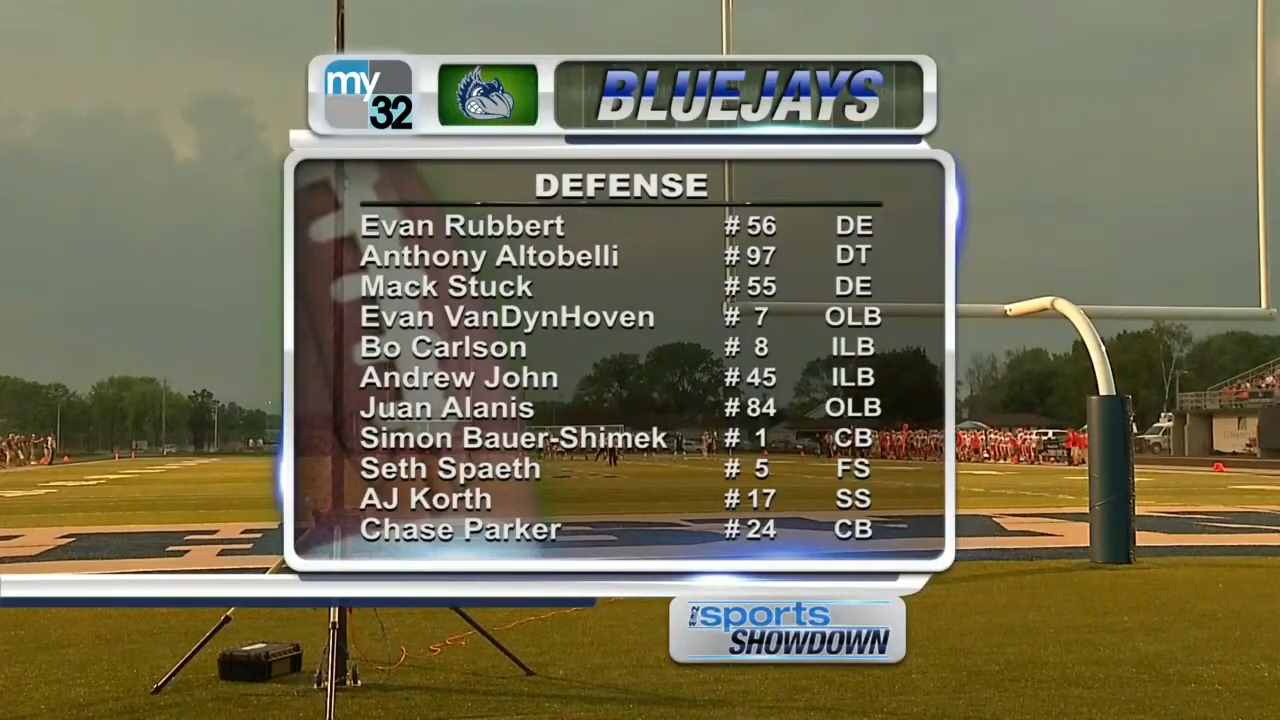 my
32
BLUEJAYS
DEFENSE
Evan Rubbert # 56 DE
Anthony Altobelli # 97 DT
Mack Stuck # 55 DE
Evan VanDynHoven # 7 OLB
Bo Carlson # 8 ILB
Andrew John # 45 ILB
Juan Alanis # 84 OLB
Simon Bauer-Shimek # 1 CB
Seth Spaeth # 5 FS
AJ Korth # 17 SS
Chase Parker # 24 CB
sports
SHOWDOWN